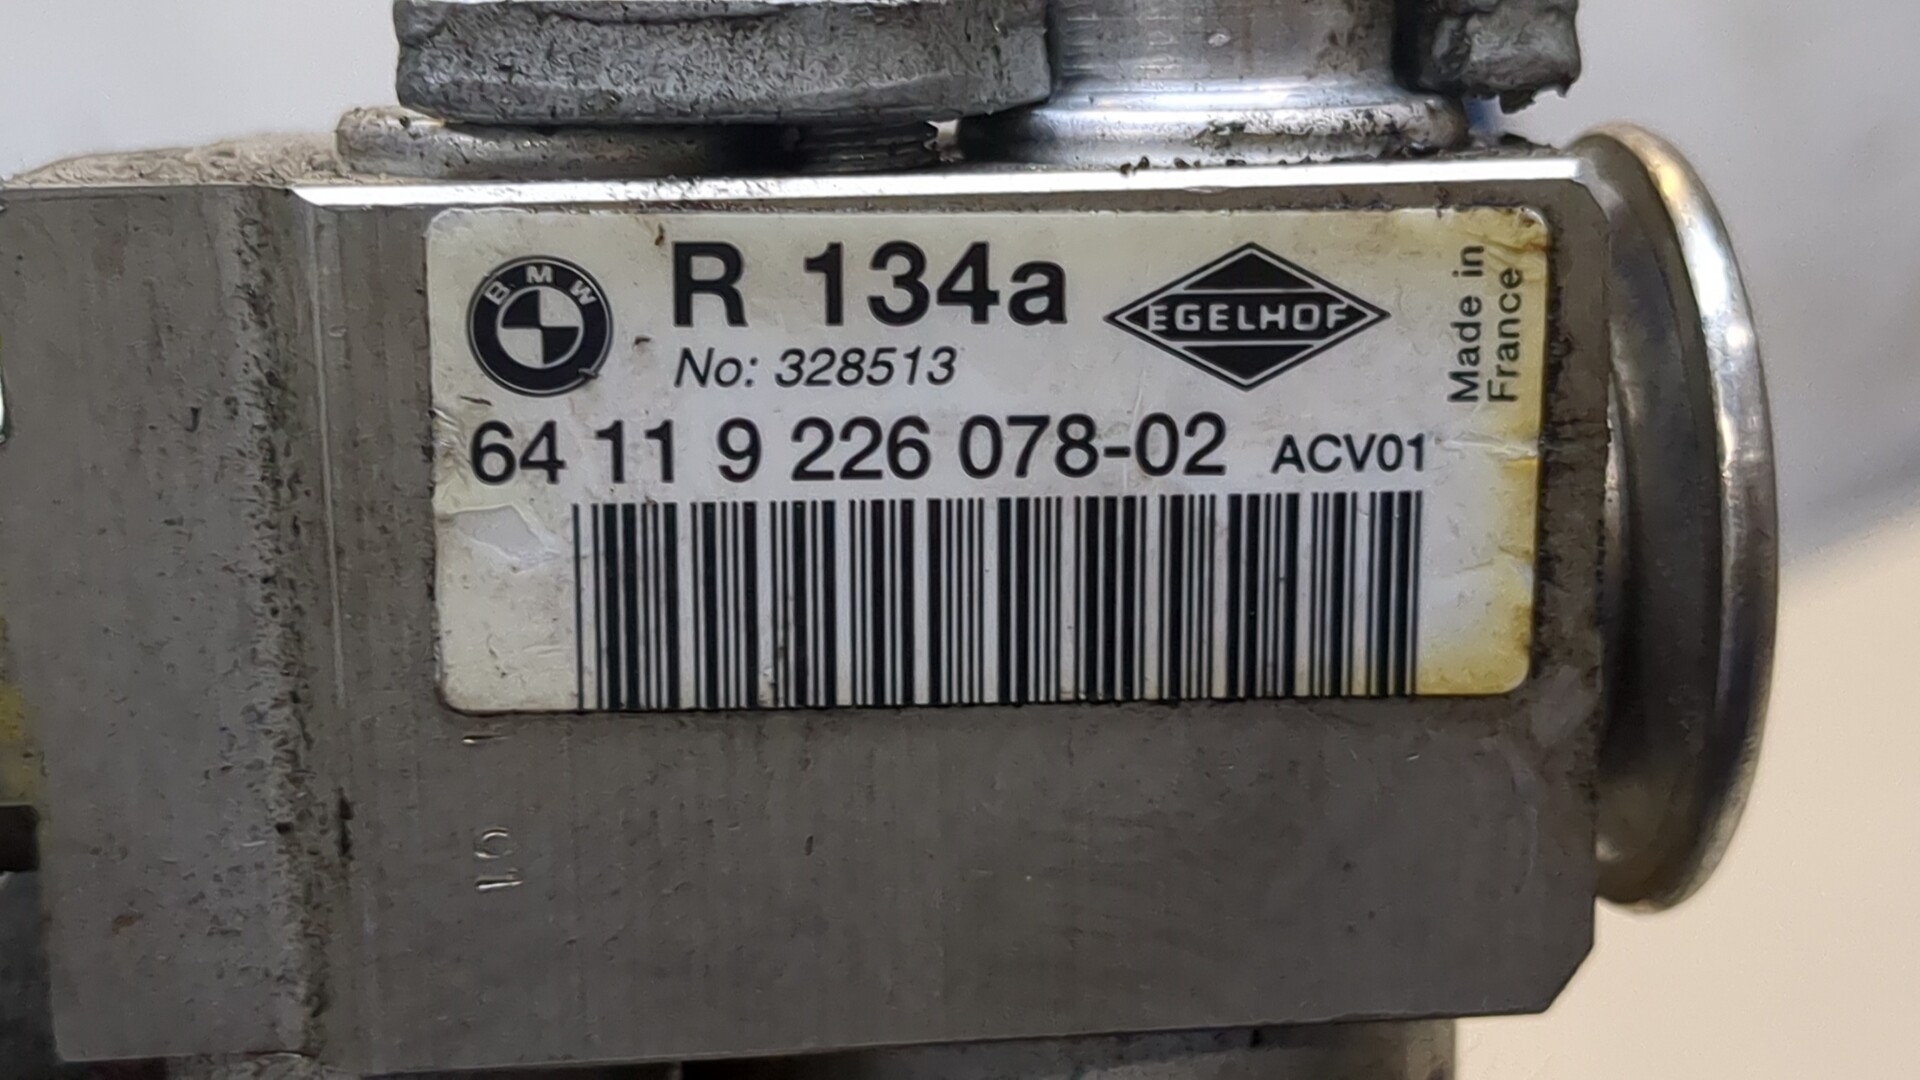 BMW
R 134a
EGELHOF
Made in
France
No: 328513
64 11 9 226 078-02 ACV01